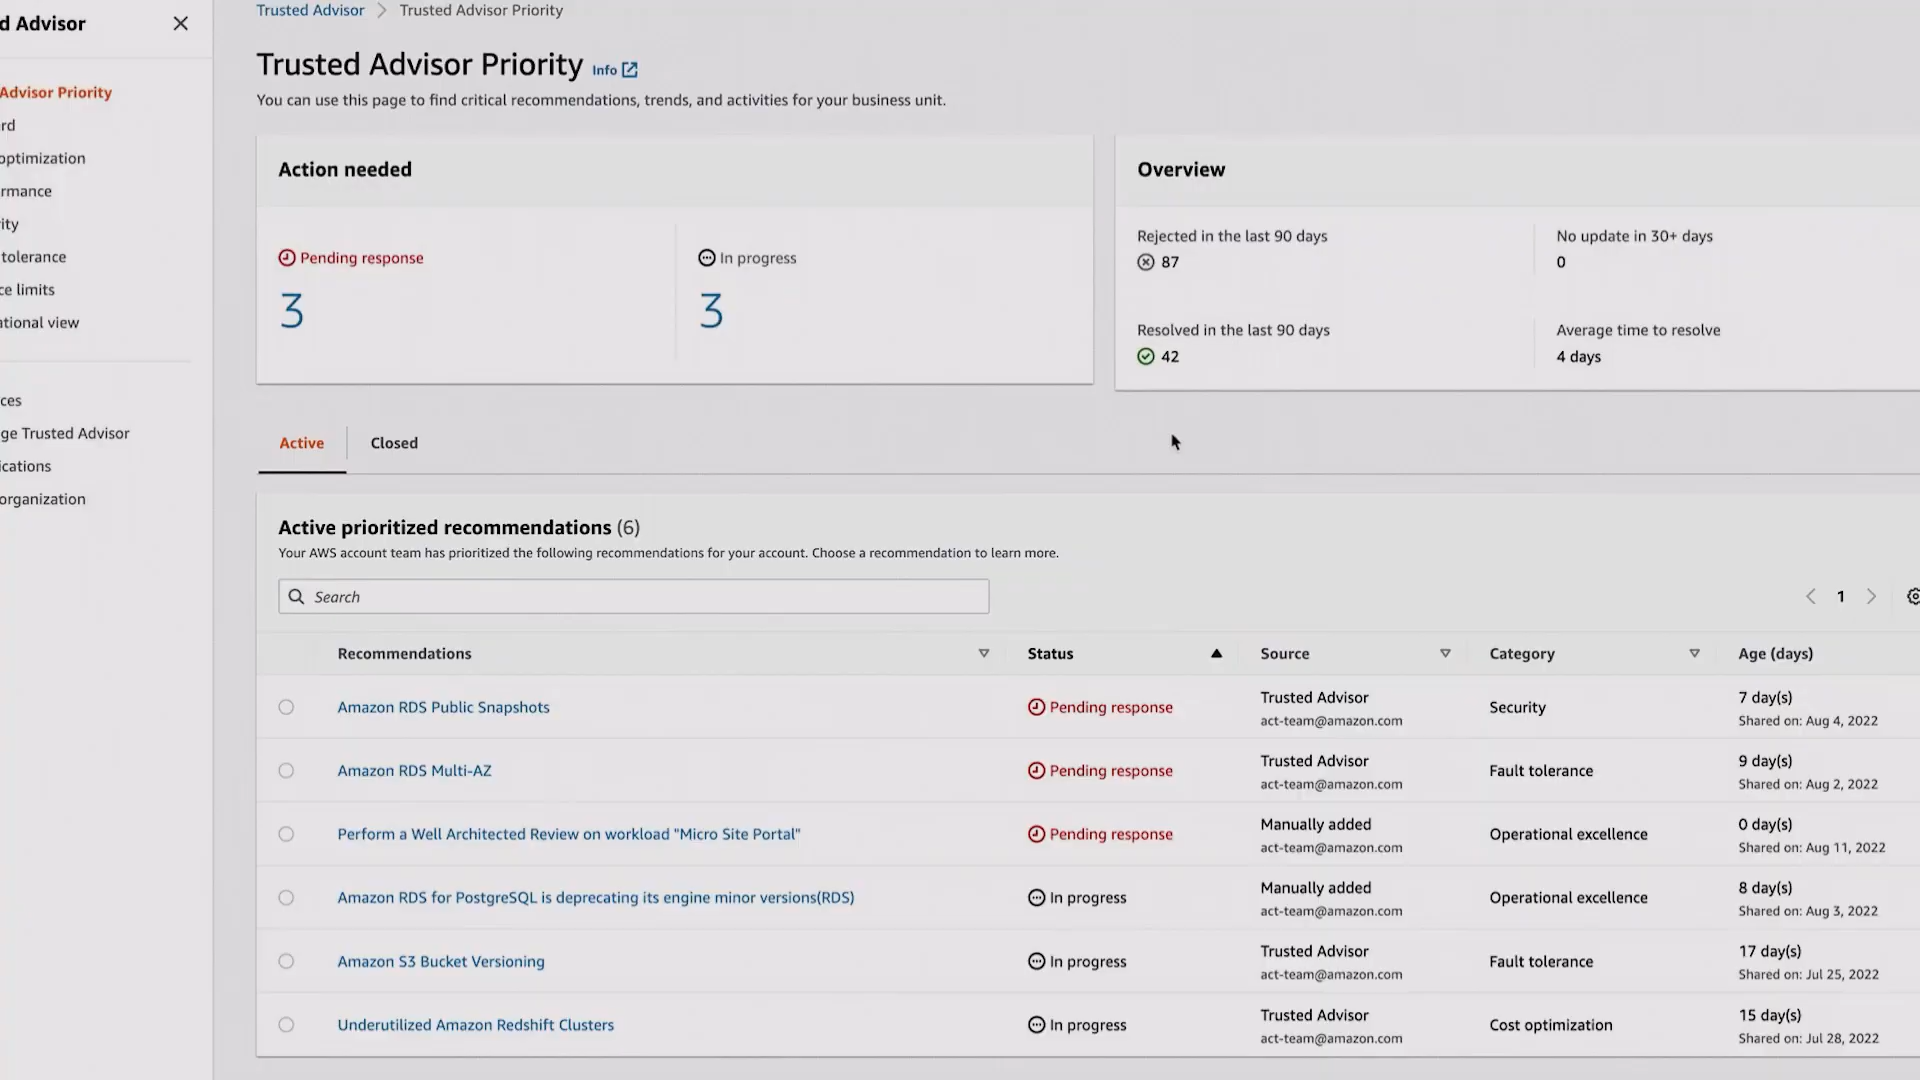 d Advisor
Advisor Priority
rd
optimization
rmance
ity
tolerance
ce limits
ational view
ces
ge Trusted Advisor
ications
organization
Trusted Advisor > Trusted Advisor Priority
Trusted Advisor Priority Info
You can use this page to find critical recommendations, trends, and activities for your business unit.
Action needed
Pending response
3
In progress
3
Overview
Rejected in the last 90 days
87
No update in 30+ days
0
Resolved in the last 90 days
42
Average time to resolve
4 days
Active
Closed
Active prioritized recommendations (6)
Your AWS account team has prioritized the following recommendations for your account. Choose a recommendation to learn more.
Search
1
Recommendations Status Source Category Age (days)
Amazon RDS Public Snapshots Pending response Trusted Advisor Security 7 day(s)
act-team@amazon.com Shared on: Aug 4, 2022
Amazon RDS Multi-AZ Pending response Trusted Advisor Fault tolerance 9 day(s)
act-team@amazon.com Shared on: Aug 2, 2022
Perform a Well Architected Review on workload "Micro Site Portal" Pending response Manually added Operational excellence 0 day(s)
act-team@amazon.com Shared on: Aug 11, 2022
Amazon RDS for PostgreSQL is deprecating its engine minor versions(RDS) In progress Manually added Operational excellence 8 day(s)
act-team@amazon.com Shared on: Aug 3, 2022
Amazon S3 Bucket Versioning In progress Trusted Advisor Fault tolerance 17 day(s)
act-team@amazon.com Shared on: Jul 25, 2022
Underutilized Amazon Redshift Clusters In progress Trusted Advisor Cost optimization 15 day(s)
act-team@amazon.com Shared on: Jul 28, 2022